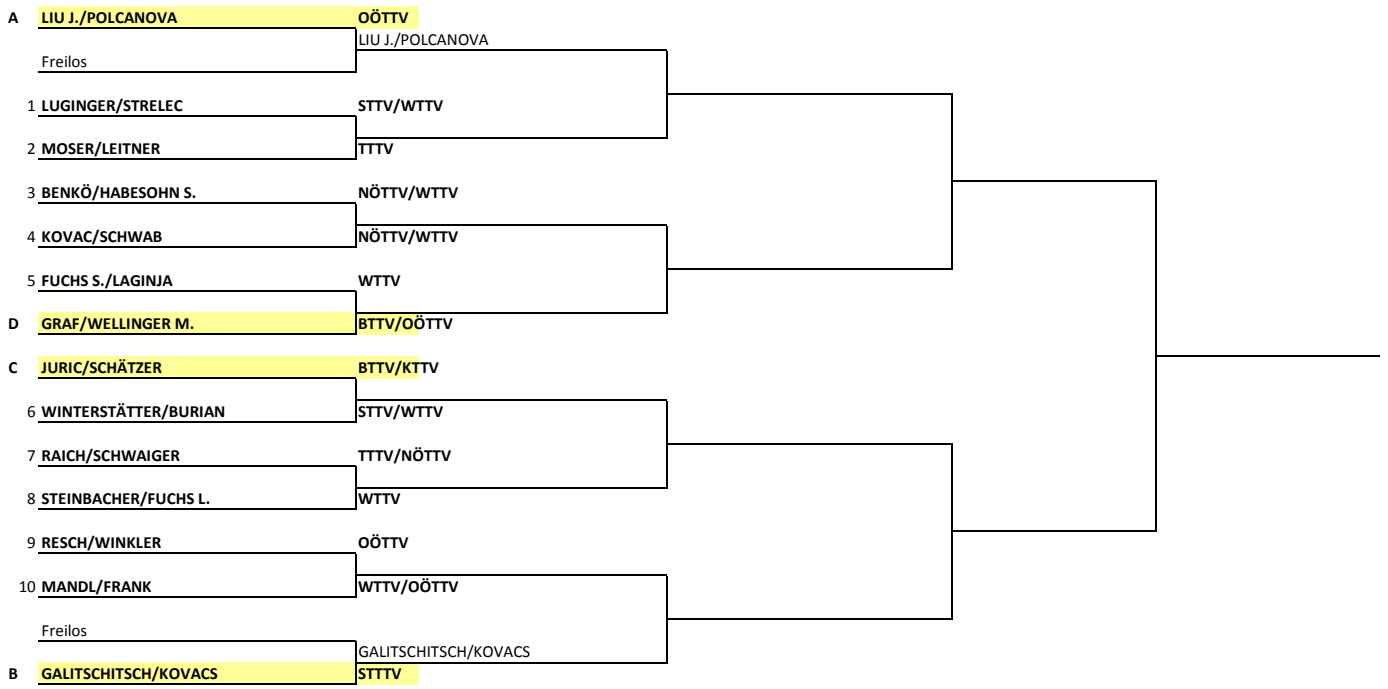 A LIU J./POLCANOVA OÖTTV
LIU J./POLCANOVA
Freilos
1 LUGINGER/STRELEC STTV/WTTV
2 MOSER/LEITNER TTTV
3 BENKÖ/HABESOHN S. NÖTTV/WTTV
4 KOVAC/SCHWAB NÖTTV/WTTV
5 FUCHS S./LAGINJA WTTV
D GRAF/WELLINGER M. BTTV/OÖTTV
C JURIC/SCHÄTZER BTTV/KTTV
6 WINTERSTÄTTER/BURIAN STTV/WTTV
7 RAICH/SCHWAIGER TTTV/NÖTTV
8 STEINBACHER/FUCHS L. WTTV
9 RESCH/WINKLER OÖTTV
10 MANDL/FRANK WTTV/OÖTTV
Freilos
GALITSCHITSCH/KOVACS
B GALITSCHITSCH/KOVACS STTTV